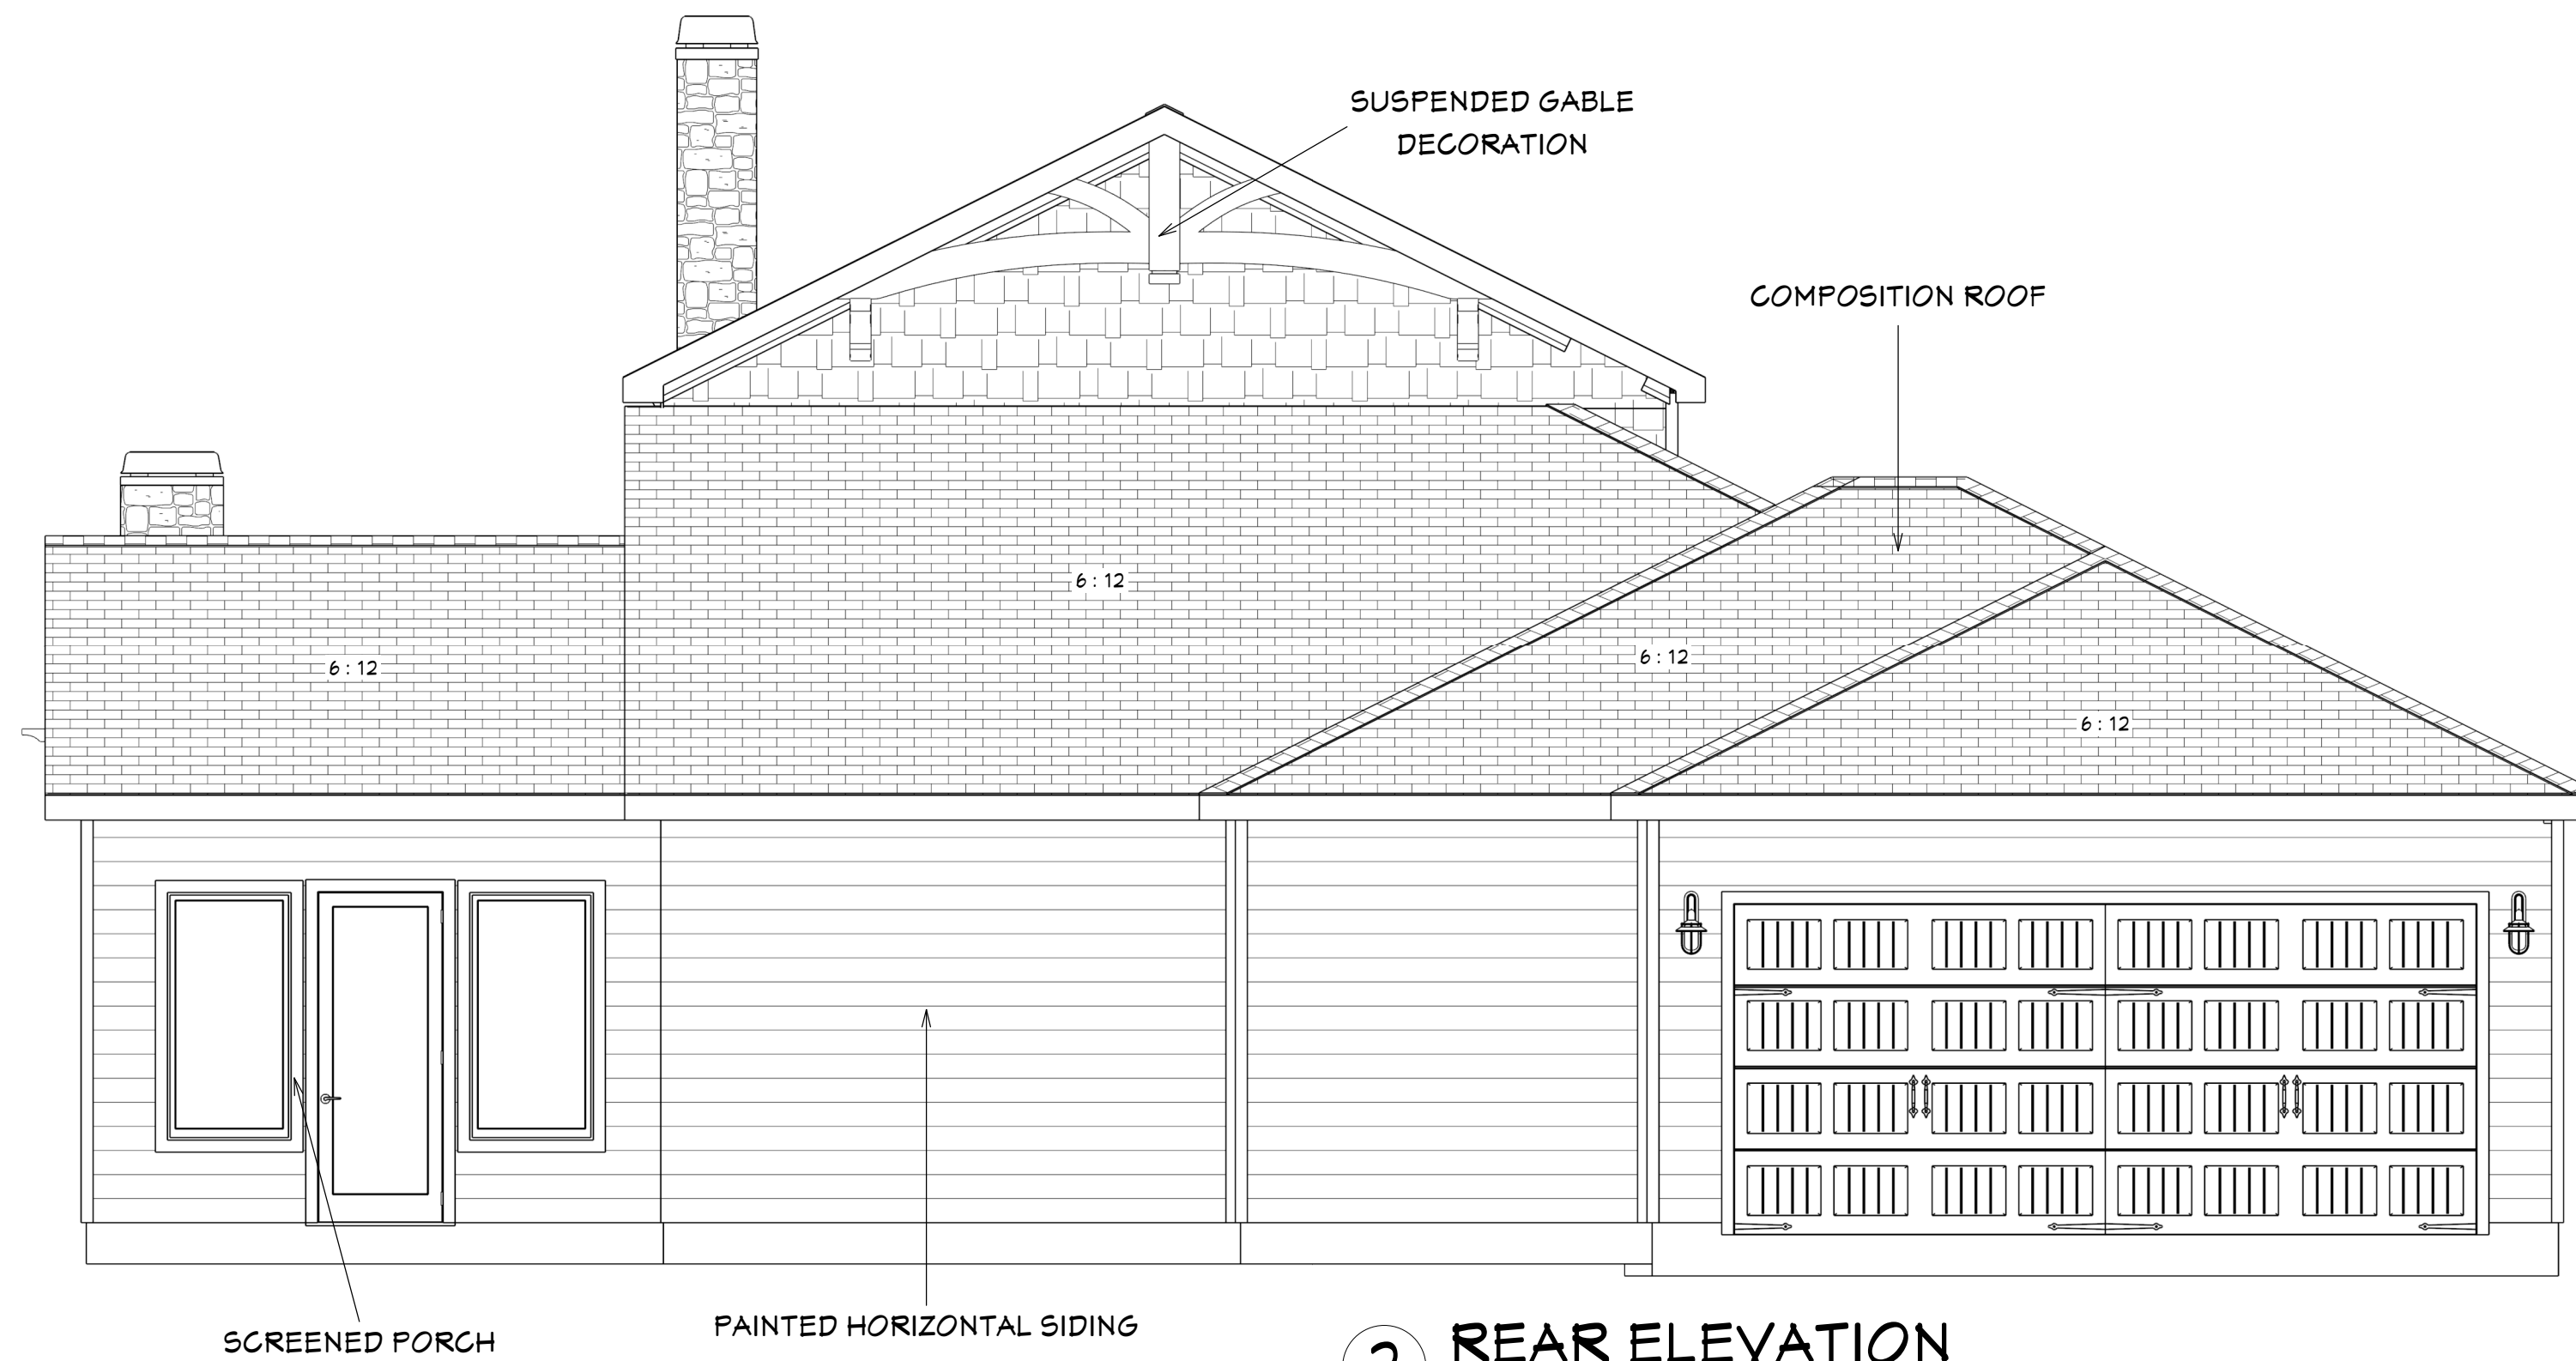 SUSPENDED GABLE
DECORATION
COMPOSITION ROOF
6 : 12
6 : 12
6 : 12
6 : 12
SCREENED PORCH
PAINTED HORIZONTAL SIDING
REAR ELEVATION